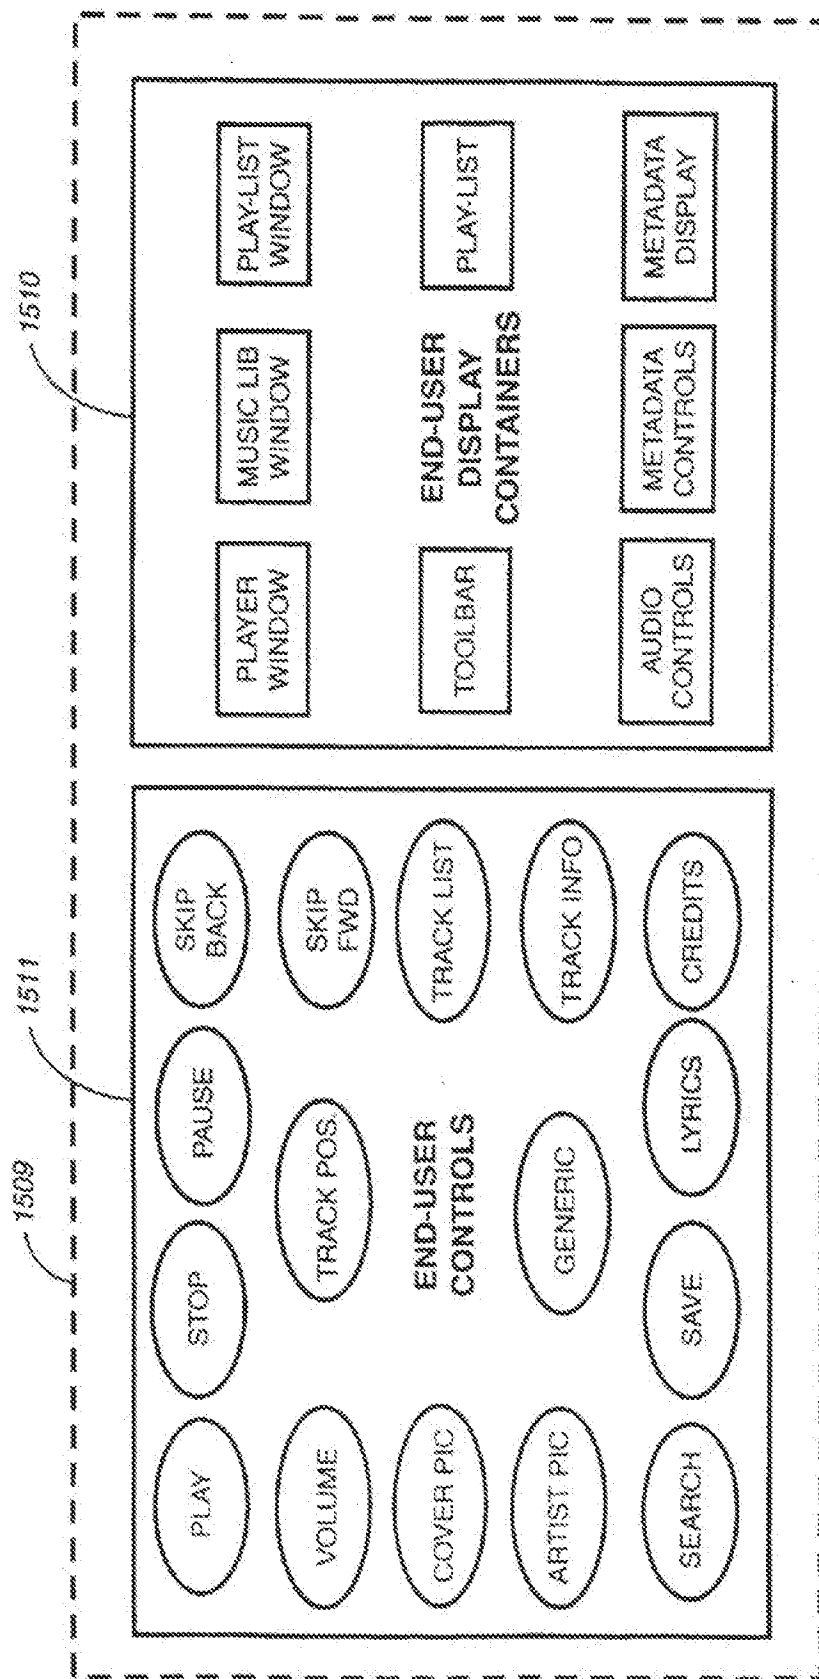 1509
1511
1510
PLAY
STOP
PAUSE
SKIP
BACK
VOLUME
TRACK POS.
SKIP
FWD
COVER PIC
END-USER
CONTROLS
TRACK LIST
ARTIST PIC
GENERIC
TRACK INFO
SEARCH
SAVE
LYRICS
CREDITS
PLAYER
WINDOW
MUSIC LIB
WINDOW
PLAY-LIST
WINDOW
TOOLBAR
END-USER
DISPLAY
CONTAINERS
PLAY-LIST
AUDIO
CONTROLS
METADATA
CONTROLS
METADATA
DISPLAY